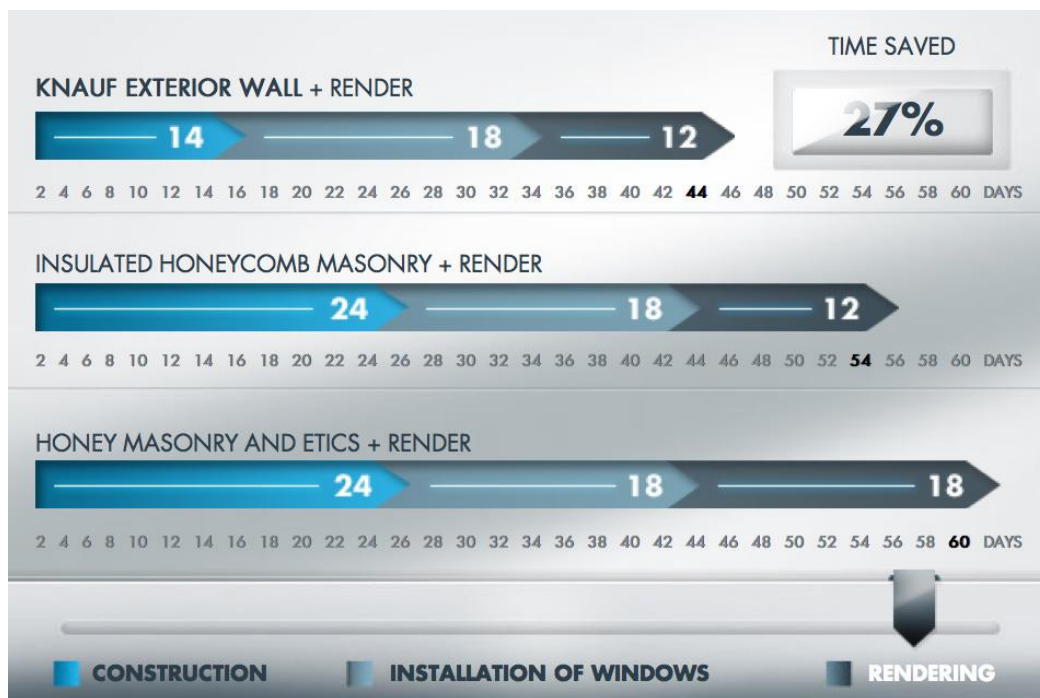 TIME SAVED
27%
KNAUF EXTERIOR WALL + RENDER
14 18 12
2 4 6 8 10 12 14 16 18 20 22 24 26 28 30 32 34 36 38 40 42 44 46 48 50 52 54 56 58 60 DAYS
INSULATED HONEYCOMB MASONRY + RENDER
24 18 12
2 4 6 8 10 12 14 16 18 20 22 24 26 28 30 32 34 36 38 40 42 44 46 48 50 52 54 56 58 60 DAYS
HONEY MASONRY AND ETICS + RENDER
24 18 18
2 4 6 8 10 12 14 16 18 20 22 24 26 28 30 32 34 36 38 40 42 44 46 48 50 52 54 56 58 60 DAYS
CONSTRUCTION INSTALLATION OF WINDOWS RENDERING